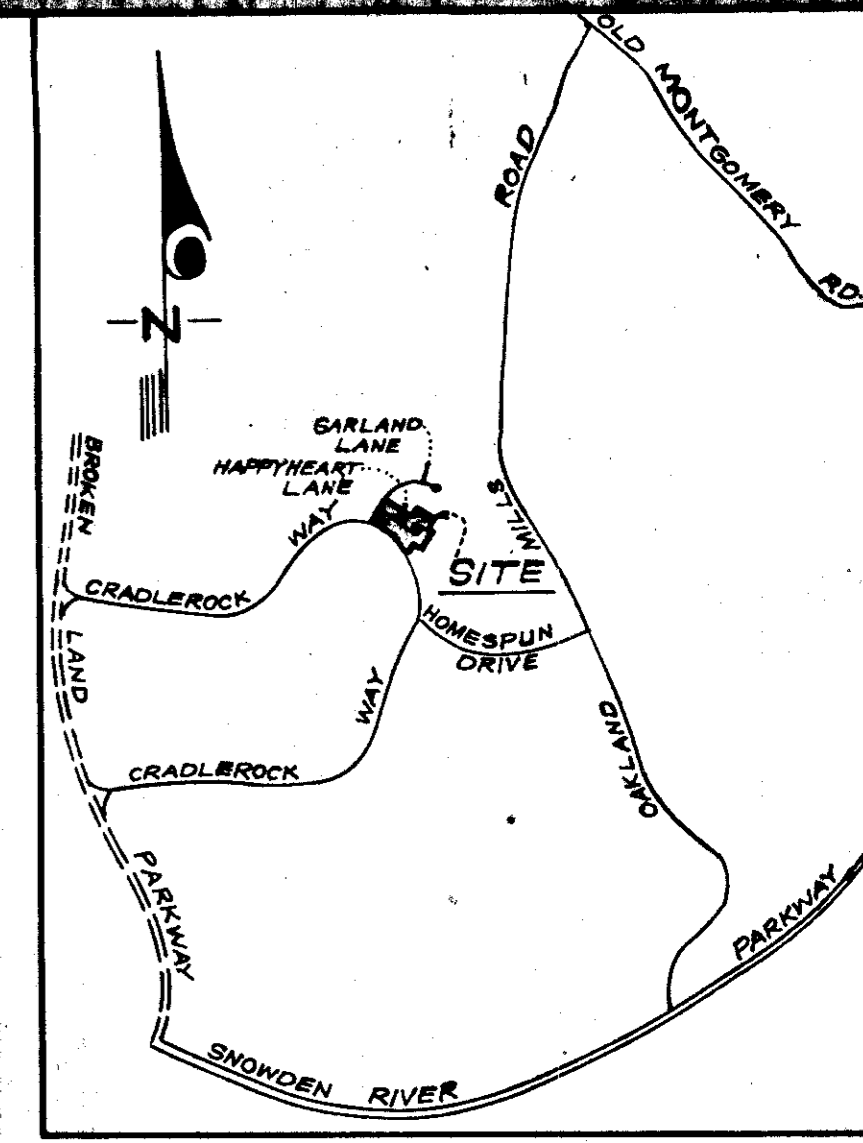 OLD MONTGOMERY RD.
ROAD
N
GARLAND
LANE
HAPPYHEART
LANE
BROKEN
WAY
MILLS
SITE
CRADLEROCK
HOMESPUN
DRIVE
LAND
WAY
OAKLAND
CRADLEROCK
PARKWAY
PARKWAY
SNOWDEN RIVER